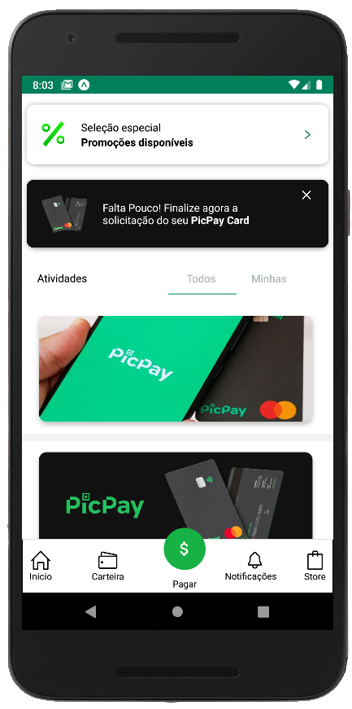 8:03
%
Seleção especial
Promoções disponíveis
Falta Pouco! Finalize agora a
solicitação do seu PicPay Card
Atividades
Todos
Minhas
PicPay
PicPay
PicPay
$
Inicio
Carteira
Pagar
Notificações
Store